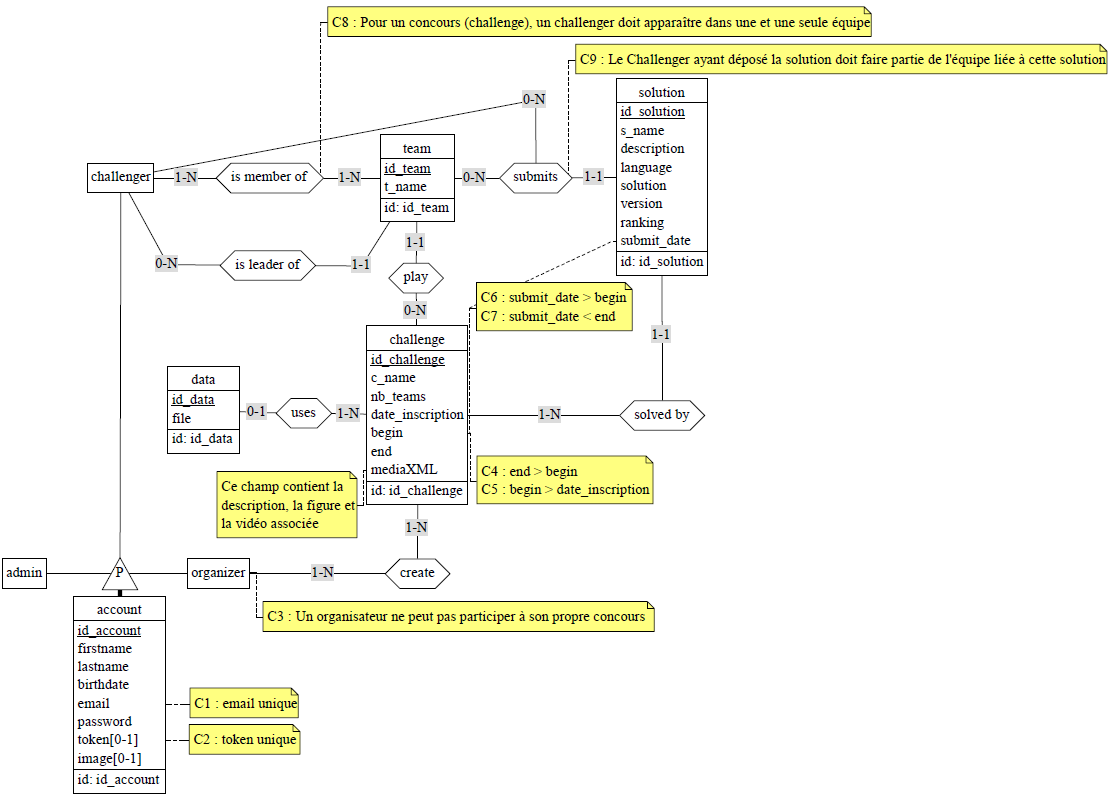 C8 : Pour un concours (challenge), un challenger doit apparaître dans une et une seule équipe
C9 : Le Challenger ayant déposé la solution doit faire partie de l'équipe liée à cette solution
0-N
solution
id_solution
s_name
description
language
solution
version
ranking
submit_date
id: id_solution
team
id_team
t_name
id: id_team
challenger
1-N
is member of
1-N
0-N
submits
1-1
0-N
is leader of
1-1
1-1
play
0-N
C6 : submit_date > begin
C7 : submit_date < end
1-1
challenge
id_challenge
c_name
nb_teams
date_inscription
begin
end
mediaXML
id: id_challenge
data
id_data
file
id: id_data
0-1
uses
1-N
1-N
solved by
C4 : end > begin
C5 : begin > date_inscription
Ce champ contient la
description, la figure et
la vidéo associée
1-N
admin
P
organizer
1-N
create
C3 : Un organisateur ne peut pas participer à son propre concours
account
id_account
firstname
lastname
birthdate
email
password
token[0-1]
image[0-1]
id: id_account
C1 : email unique
C2 : token unique